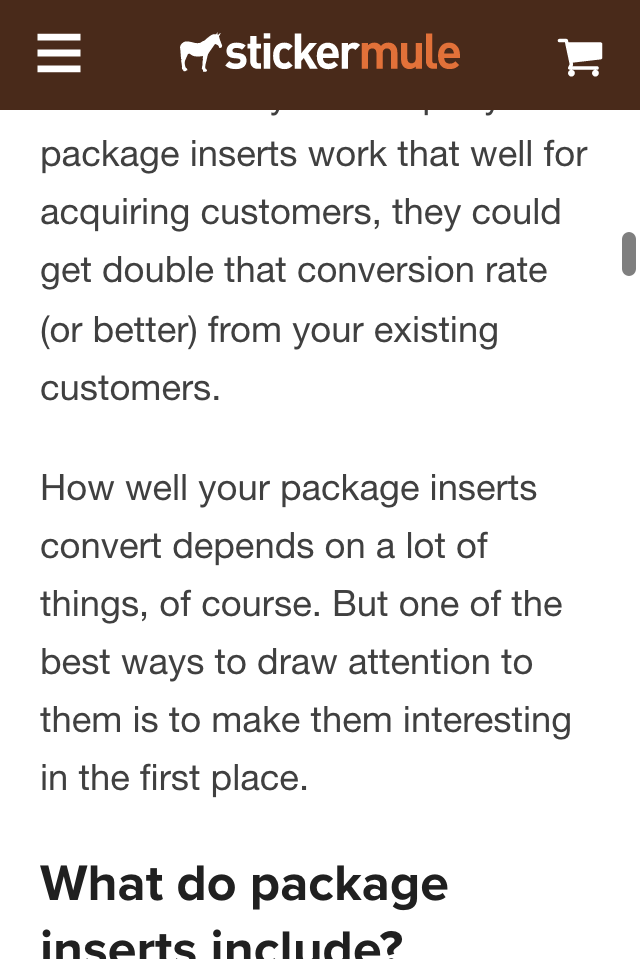 stickermule
package inserts work that well for
acquiring customers, they could
get double that conversion rate
(or better) from your existing
customers.
How well your package inserts
convert depends on a lot of
things, of course. But one of the
best ways to draw attention to
them is to make them interesting
in the first place.
What do package
inserts include?